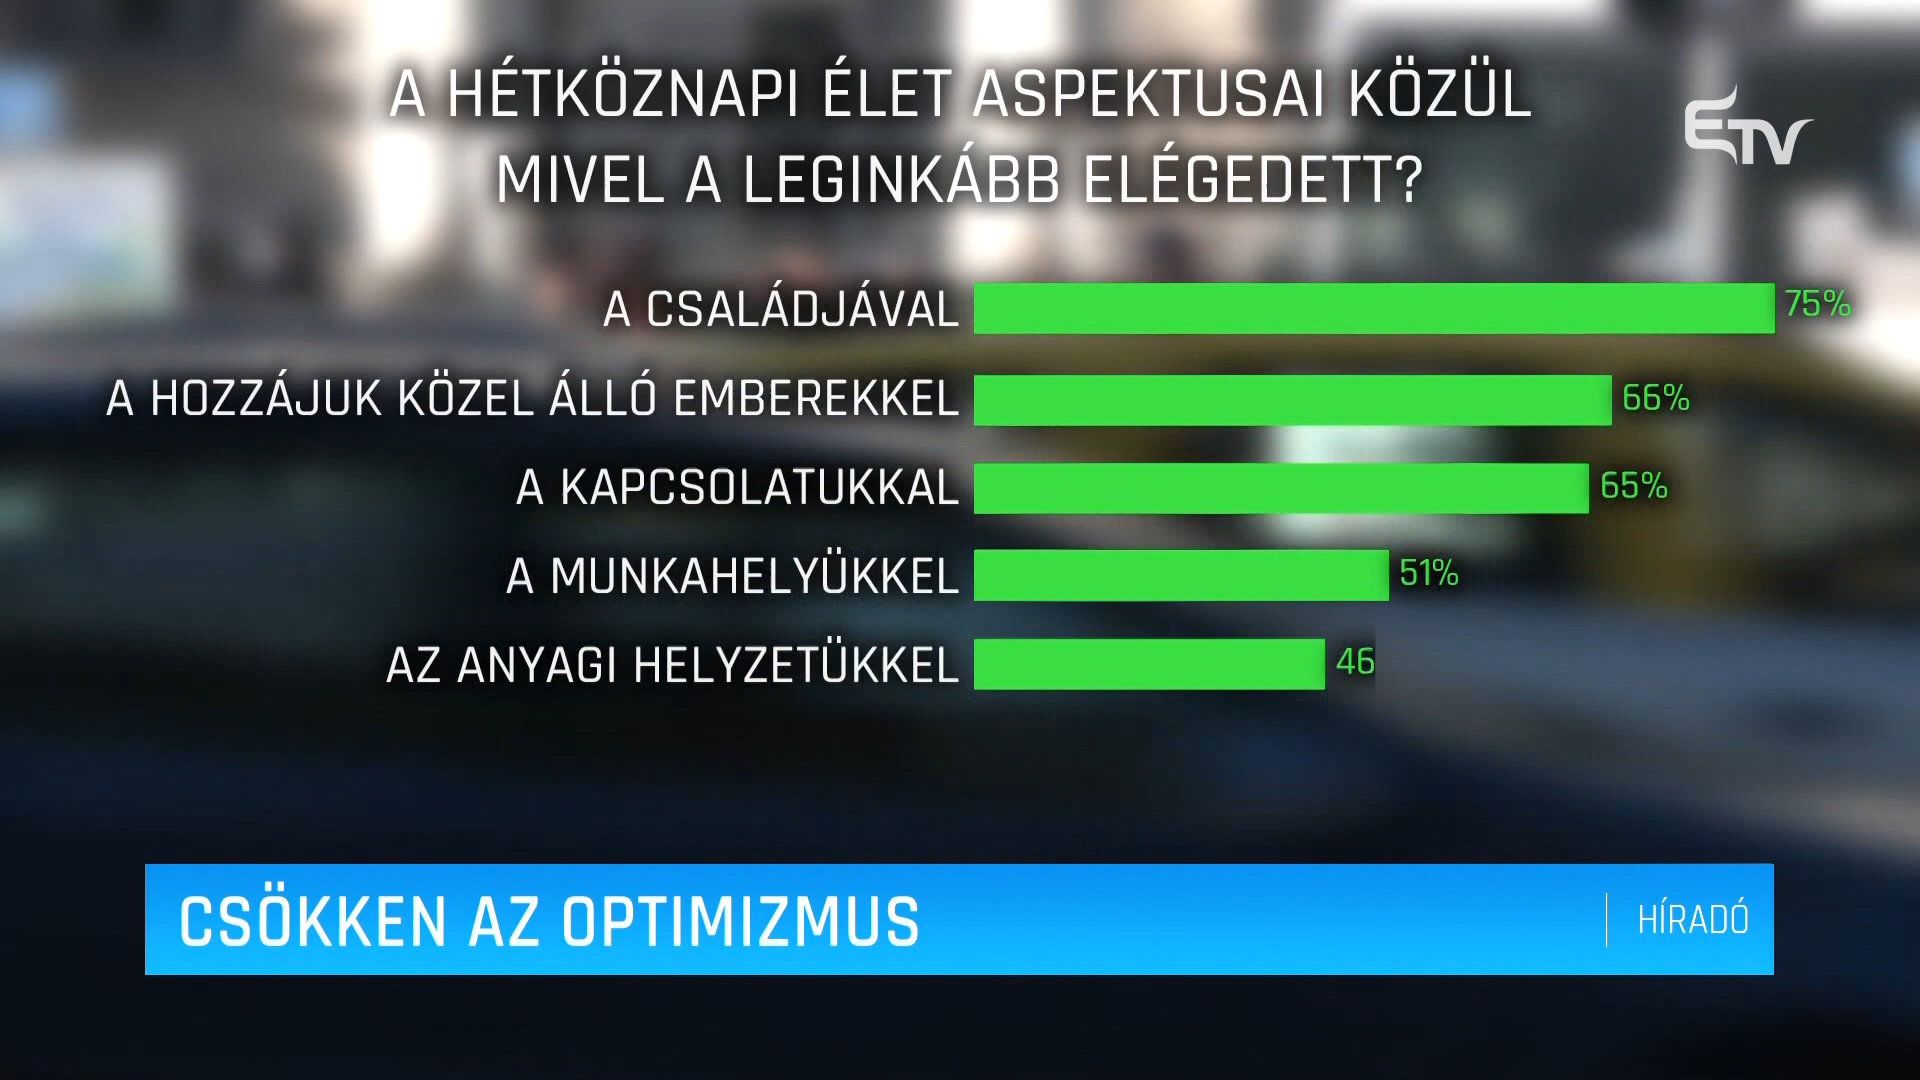 A HÉTKÖZNAPI ÉLET ASPEKTUSAI KÖZÜL
MIVEL A LEGINKÁBB ELÉGEDETT?
ETV
A CSALÁDJÁVAL 75%
A HOZZÁJUK KÖZEL ÁLLÓ EMBEREKKEL 66%
A KAPCSOLATUKKAL 65%
A MUNKAHELYÜKKEL 51%
AZ ANYAGI HELYZETÜKKEL 46
CSÖKKEN AZ OPTIMIZMUS
HÍRADÓ